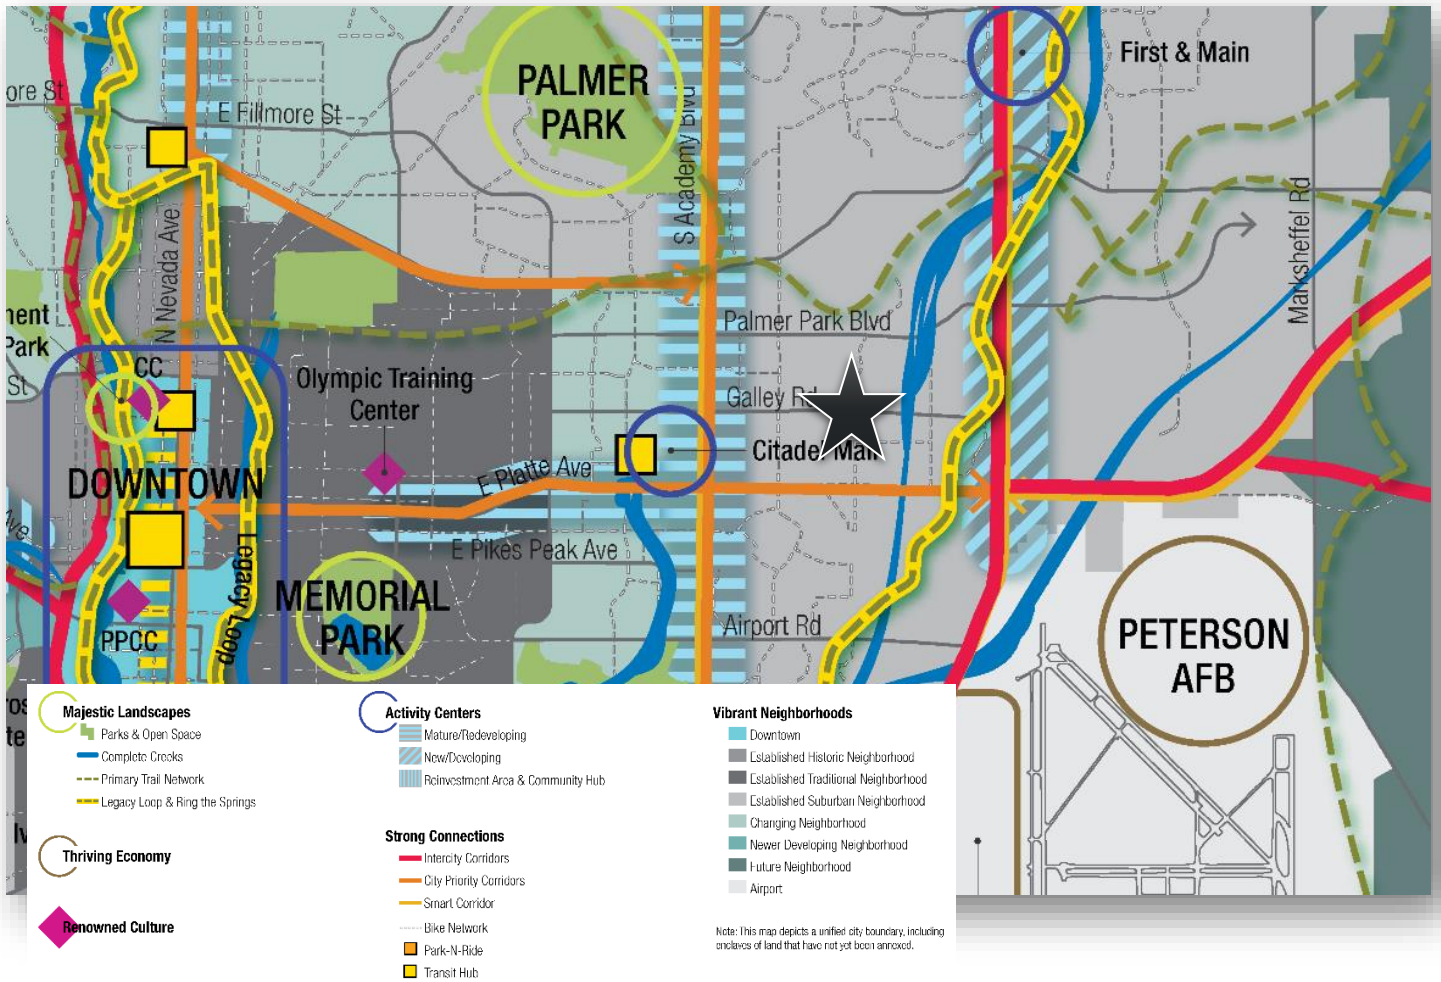 First & Main
PALMER
PARK
ore St
E Fillmore St
S Academy Blvd
N Nevada Ave
Marksheffel Rd
ment
Park
St
CC
Palmer Park Blvd
Olympic Training
Center
Galley Rd
Citadel Mall
E Platte Ave
DOWNTOWN
Ave
E Pikes Peak Ave
Legacy Loop
MEMORIAL
PARK
PPCC
Airport Rd
PETERSON
AFB
ros
te
Iv
Majestic Landscapes
Parks & Open Space
Complete Creeks
Primary Trail Network
Legacy Loop & Ring the Springs
Thriving Economy
Renowned Culture
Activity Centers
Mature/Redeveloping
New/Developing
Reinvestment Area & Community Hub
Strong Connections
Intercity Corridors
City Priority Corridors
Smart Corridor
Bike Network
Park-N-Ride
Transit Hub
Vibrant Neighborhoods
Downtown
Established Historic Neighborhood
Established Traditional Neighborhood
Established Suburban Neighborhood
Changing Neighborhood
Newer Developing Neighborhood
Future Neighborhood
Airport
Note: This map depicts a unified city boundary, including
enclaves of land that have not yet been annexed.